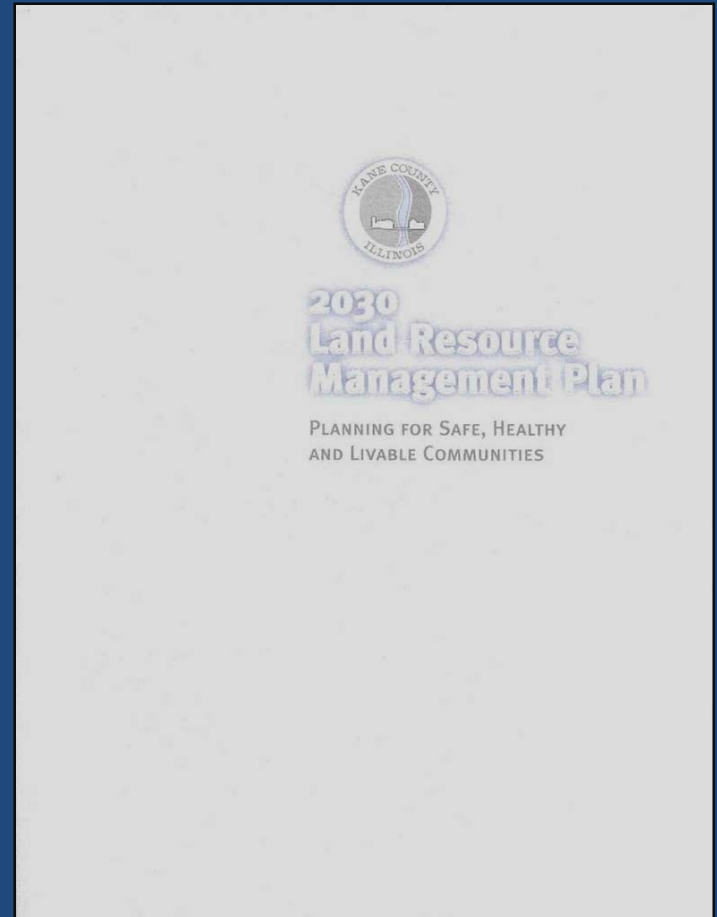 KANE COUNTY
ILLINOIS
2030
Land Resource
Management Plan
PLANNING FOR SAFE, HEALTHY
AND LIVABLE COMMUNITIES